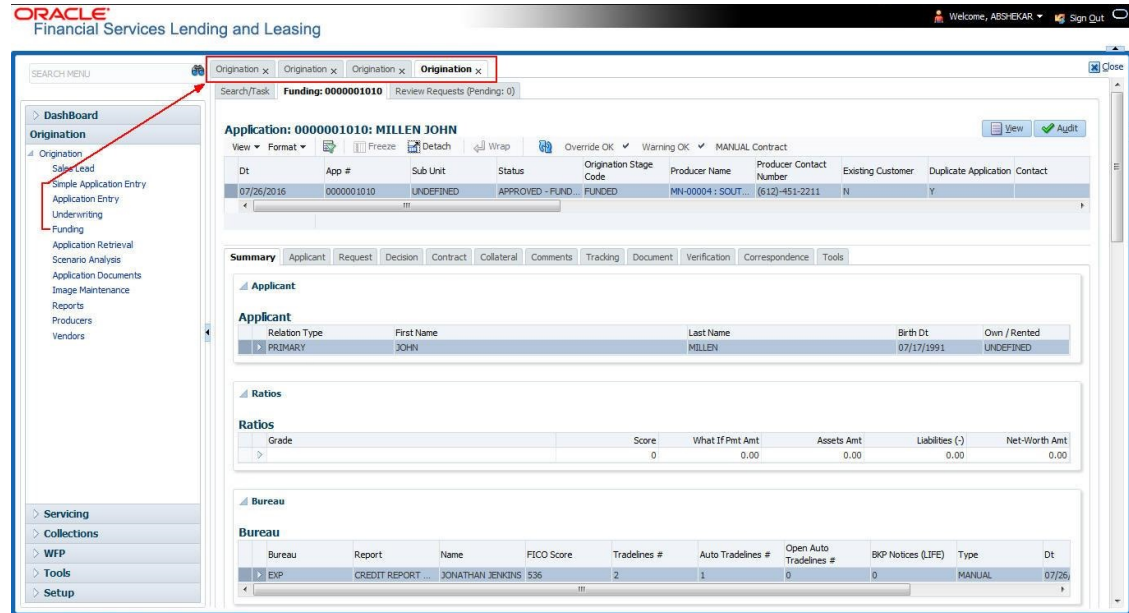 ORACLE
Financial Services Lending and Leasing
Welcome, ABSHEKAR
Sign Out
SEARCH MENU
Origination x Origination x Origination x Origination x
Close
Search/Task Funding: 0000001010 Review Requests (Pending: 0)
DashBoard
Origination
Origination
Sales Lead
Simple Application Entry
Application Entry
Underwriting
Funding
Application Retrieval
Scenario Analysis
Application Documents
Image Maintenance
Reports
Producers
Vendors
Servicing
Collections
WFP
Tools
Setup
Application: 0000001010: MILLEN JOHN
View Audit
View Format Freeze Detach Wrap Override OK Warning OK MANUAL Contract
Dt App # Sub Unit Status Origination Stage Code Producer Name Producer Contact Number Existing Customer Duplicate Application Contact
07/26/2016 0000001010 UNDEFINED APPROVED - FUND... FUNDED MN-00004 : SOUT... (612)-451-2211 N Y
Summary Applicant Request Decision Contract Collateral Comments Tracking Document Verification Correspondence Tools
Applicant
Applicant
Relation Type First Name Last Name Birth Dt Own / Rented
PRIMARY JOHN MILLEN 07/17/1991 UNDEFINED
Ratios
Ratios
Grade Score What If Pmt Amt Assets Amt Liabilities (-) Net-Worth Amt
0 0.00 0.00 0.00 0.00
Bureau
Bureau
Bureau Report Name FICO Score Tradelines # Auto Tradelines # Open Auto Tradelines # BKP Notices (LIFE) Type Dt
EXP CREDIT REPORT ... JONATHAN JENKINS 536 2 1 0 0 MANUAL 07/26/